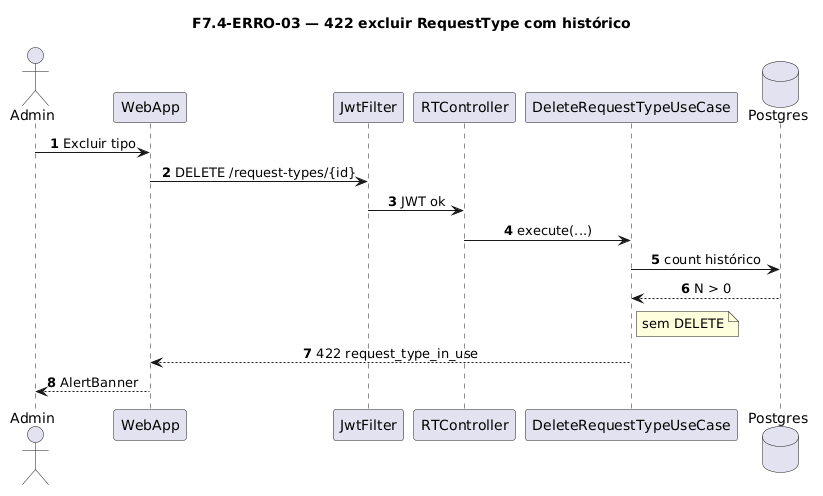 F7.4-ERRO-03 — 422 excluir RequestType com histórico
Admin
WebApp
JwtFilter
RTController
DeleteRequestTypeUseCase
Postgres
1 Excluir tipo
2 DELETE /request-types/{id}
3 JWT ok
4 execute(...)
5 count histórico
6 N > 0
sem DELETE
7 422 request_type_in_use
8 AlertBanner
Admin
WebApp
JwtFilter
RTController
DeleteRequestTypeUseCase
Postgres